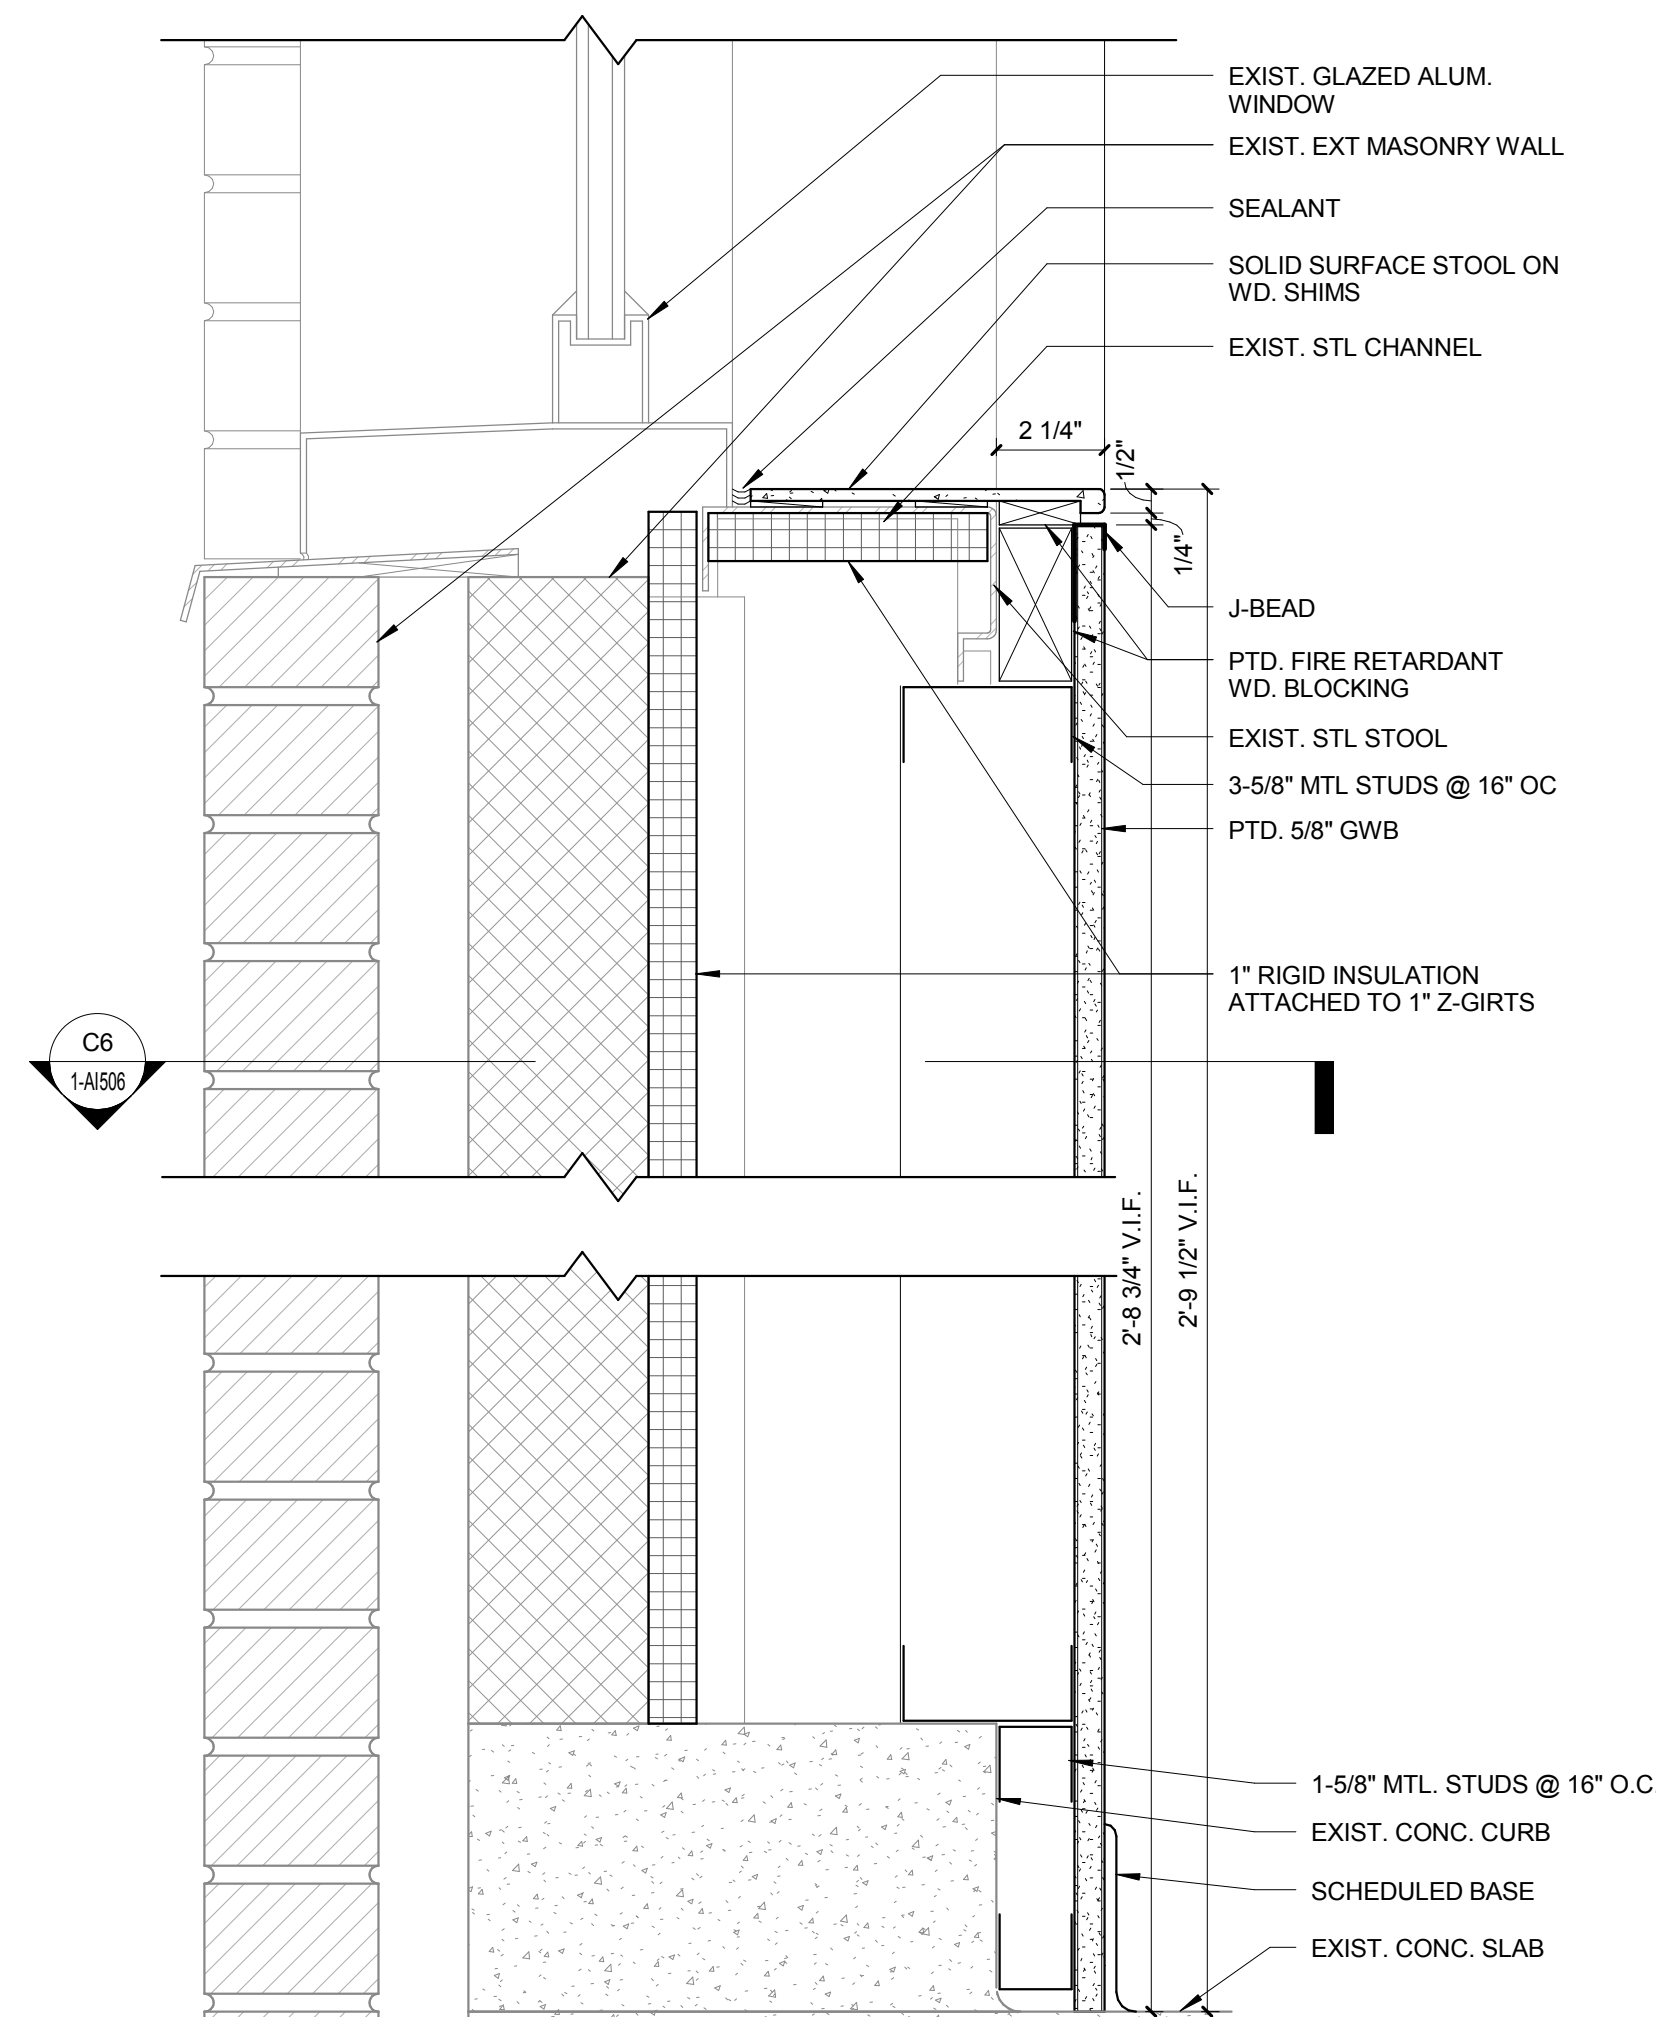 EXIST. GLAZED ALUM.
WINDOW
EXIST. EXT MASONRY WALL
SEALANT
SOLID SURFACE STOOL ON
WD. SHIMS
EXIST. STL CHANNEL
2 1/4"
1/2"
1/4"
J-BEAD
PTD. FIRE RETARDANT
WD. BLOCKING
EXIST. STL STOOL
3-5/8" MTL STUDS @ 16" OC
PTD. 5/8" GWB
1" RIGID INSULATION
ATTACHED TO 1" Z-GIRTS
C6
1-AI506
2'-8 3/4" V.I.F.
2'-9 1/2" V.I.F.
1-5/8" MTL. STUDS @ 16" O.C.
EXIST. CONC. CURB
SCHEDULED BASE
EXIST. CONC. SLAB